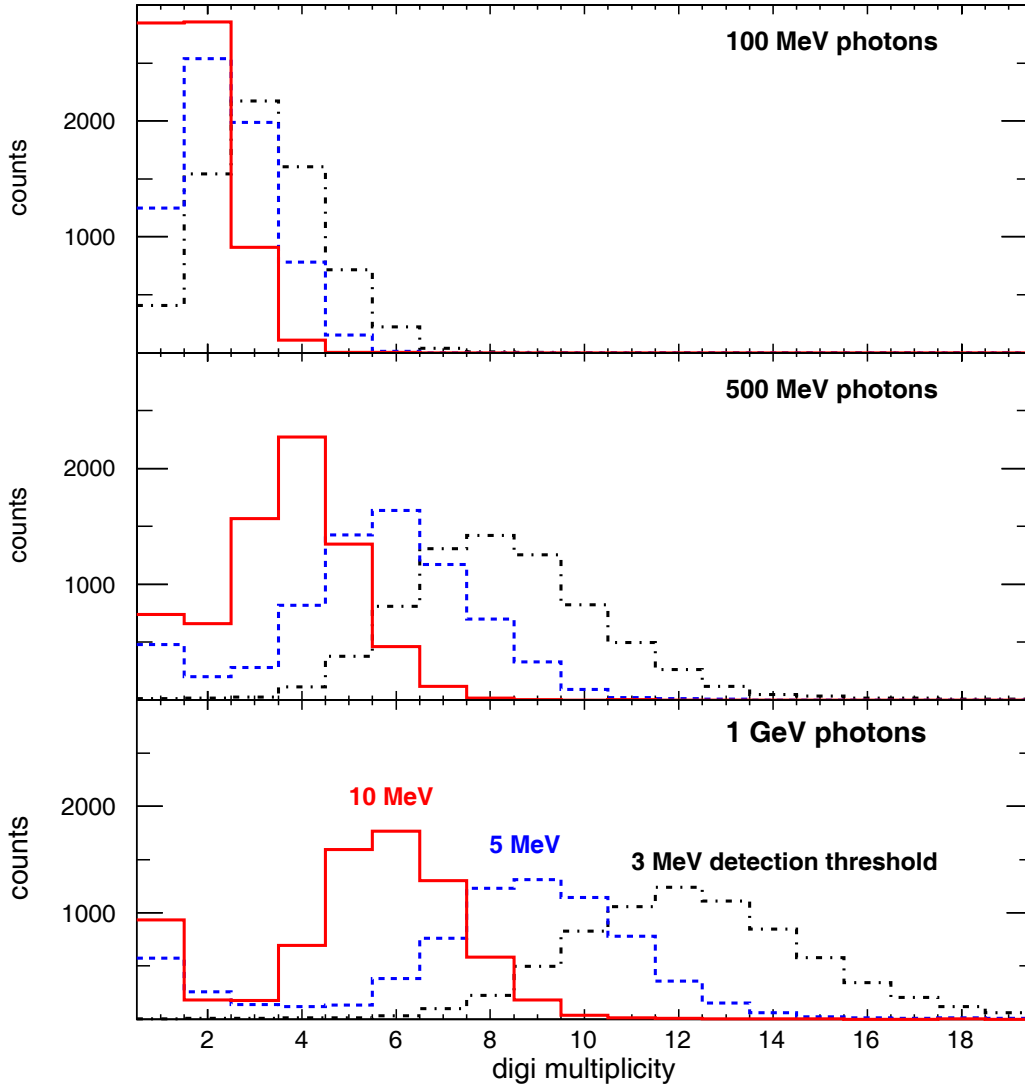 100 MeV photons
counts
2000
1000
500 MeV photons
counts
2000
1000
1 GeV photons
counts
10 MeV
5 MeV
3 MeV detection threshold
2000
1000
2 4 6 8 10 12 14 16 18
digi multiplicity